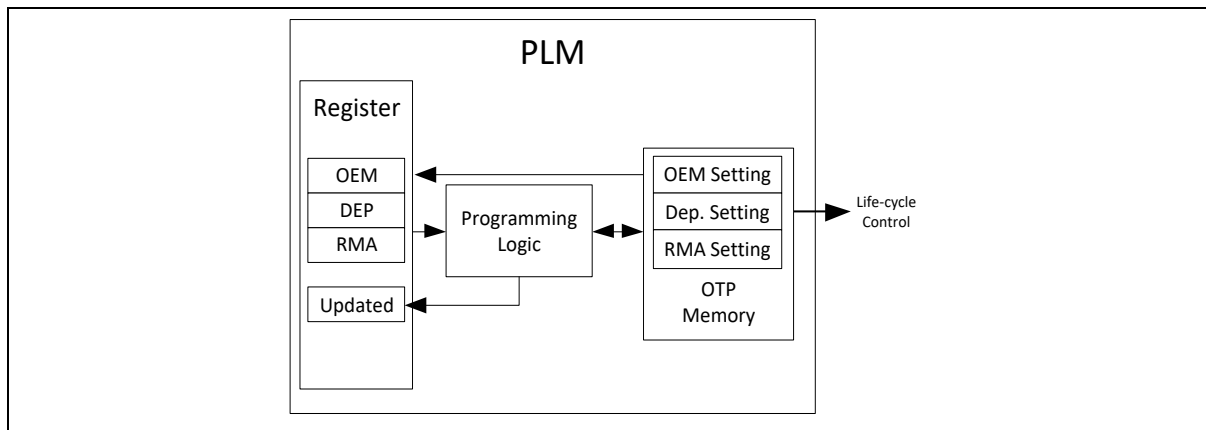 PLM
Register
OEM
DEP
RMA
Updated
Programming
Logic
OEM Setting
Dep. Setting
RMA Setting
OTP
Memory
Life-cycle
Control